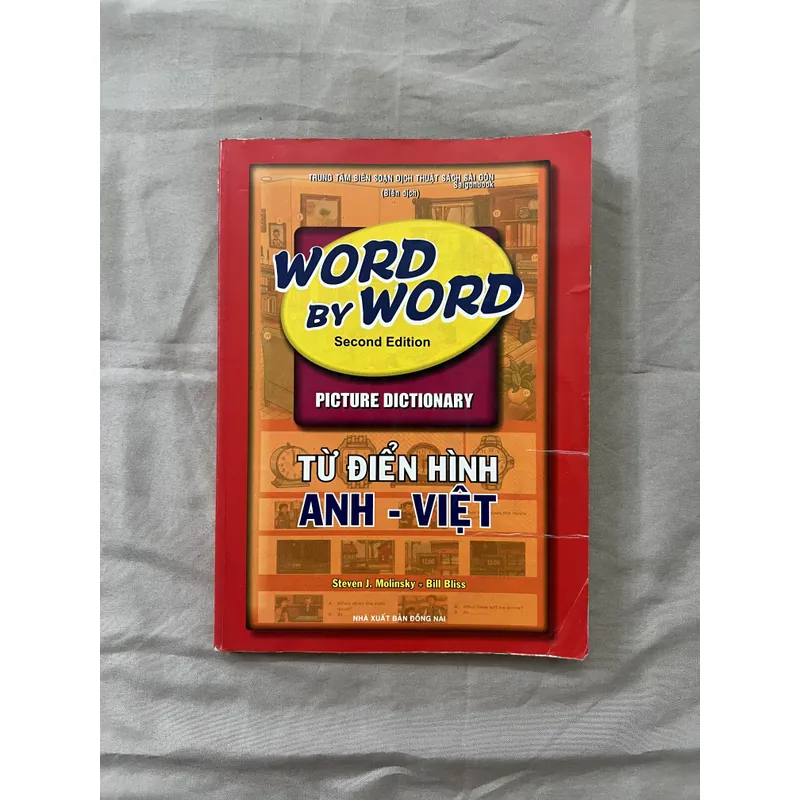 TRUNG TÂM BIÊN SOẠN DỊCH THUẬT SÁCH SÀI GÒN
Saigonbook
(Biên dịch)
WORD
BY WORD
Second Edition
PICTURE DICTIONARY
TỪ ĐIỂN HÌNH
ANH - VIỆT
Steven J. Molinsky - Bill Bliss
NHÀ XUẤT BẢN ĐỒNG NAI